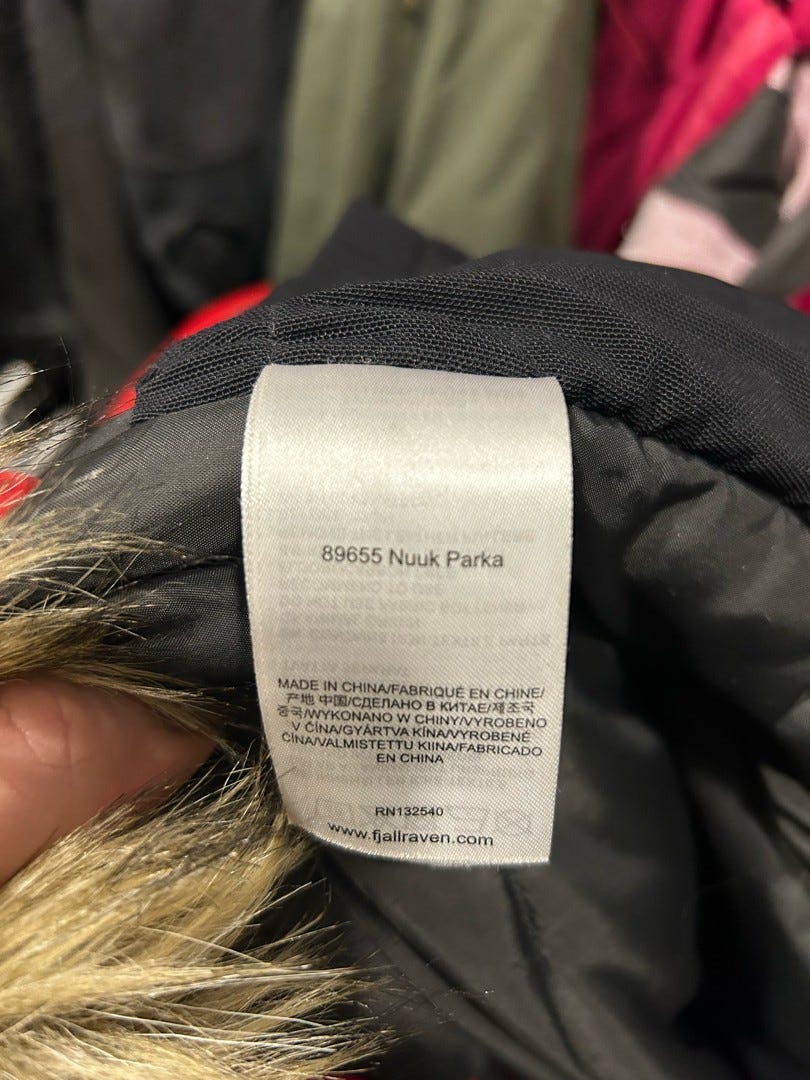 89655 Nuuk Parka
MADE IN CHINA/FABRIQUÉ EN CHINE/
产地 中国/СДЕЛАНО В КИТАЕ/제조국
중국/WYKONANO W CHINY/VYROBENO
V ČÍNA/GYÁRTVA KÍNA/VYROBENÉ
ČÍNA/VALMISTETTU KIINA/FABRICADO
EN CHINA
RN132540
www.fjallraven.com